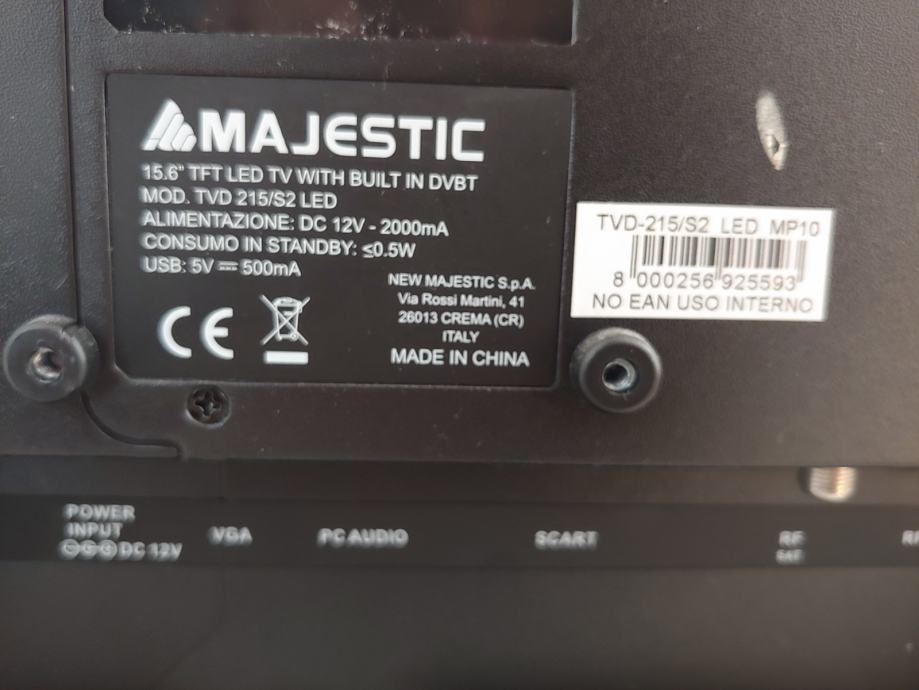 MAJESTIC
15.6" TFT LED TV WITH BUILT IN DVBT
MOD. TVD 215/S2 LED
ALIMENTAZIONE: DC 12V - 2000mA
CONSUMO IN STANDBY: ≤0.5W
USB: 5V ⎓ 500mA
NEW MAJESTIC S.p.A.
Via Rossi Martini, 41
26013 CREMA (CR)
ITALY
MADE IN CHINA
CE
TVD-215/S2 LED MP10
8 000256 925593
NO EAN USO INTERNO
POWER
INPUT
DC 12V
VGA
PC AUDIO
SCART
RF
SAT